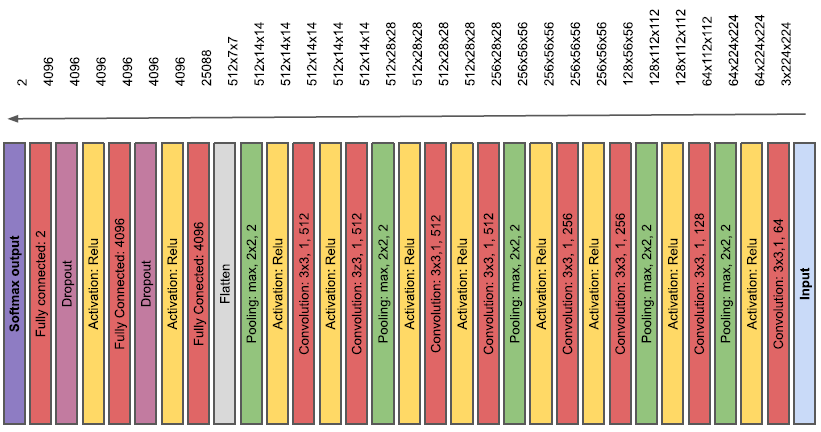 2
4096
4096
4096
4096
4096
4096
25088
512x7x7
512x14x14
512x14x14
512x14x14
512x14x14
512x14x14
512x28x28
512x28x28
512x28x28
512x28x28
256x28x28
256x56x56
256x56x56
256x56x56
256x56x56
128x56x56
128x112x112
128x112x112
64x112x112
64x224x224
64x224x224
3x224x224
Softmax output
Fully connected: 2
Dropout
Activation: Relu
Fully Connected: 4096
Dropout
Activation: Relu
Fully Conected: 4096
Flatten
Pooling: max, 2x2, 2
Activation: Relu
Convolution: 3x3, 1, 512
Activation: Relu
Convolution: 3z3, 1, 512
Pooling: max, 2x2, 2
Activation: Relu
Convolution: 3x3,1, 512
Activation: Relu
Convolution: 3x3, 1, 512
Pooling: max, 2x2, 2
Activation: Relu
Convolution: 3x3, 1, 256
Activation: Relu
Convolution: 3x3, 1, 256
Pooling: max, 2x2, 2
Activation: Relu
Convolution: 3x3, 1, 128
Pooling: max, 2x2, 2
Activation: Relu
Convolution: 3x3,1, 64
Input